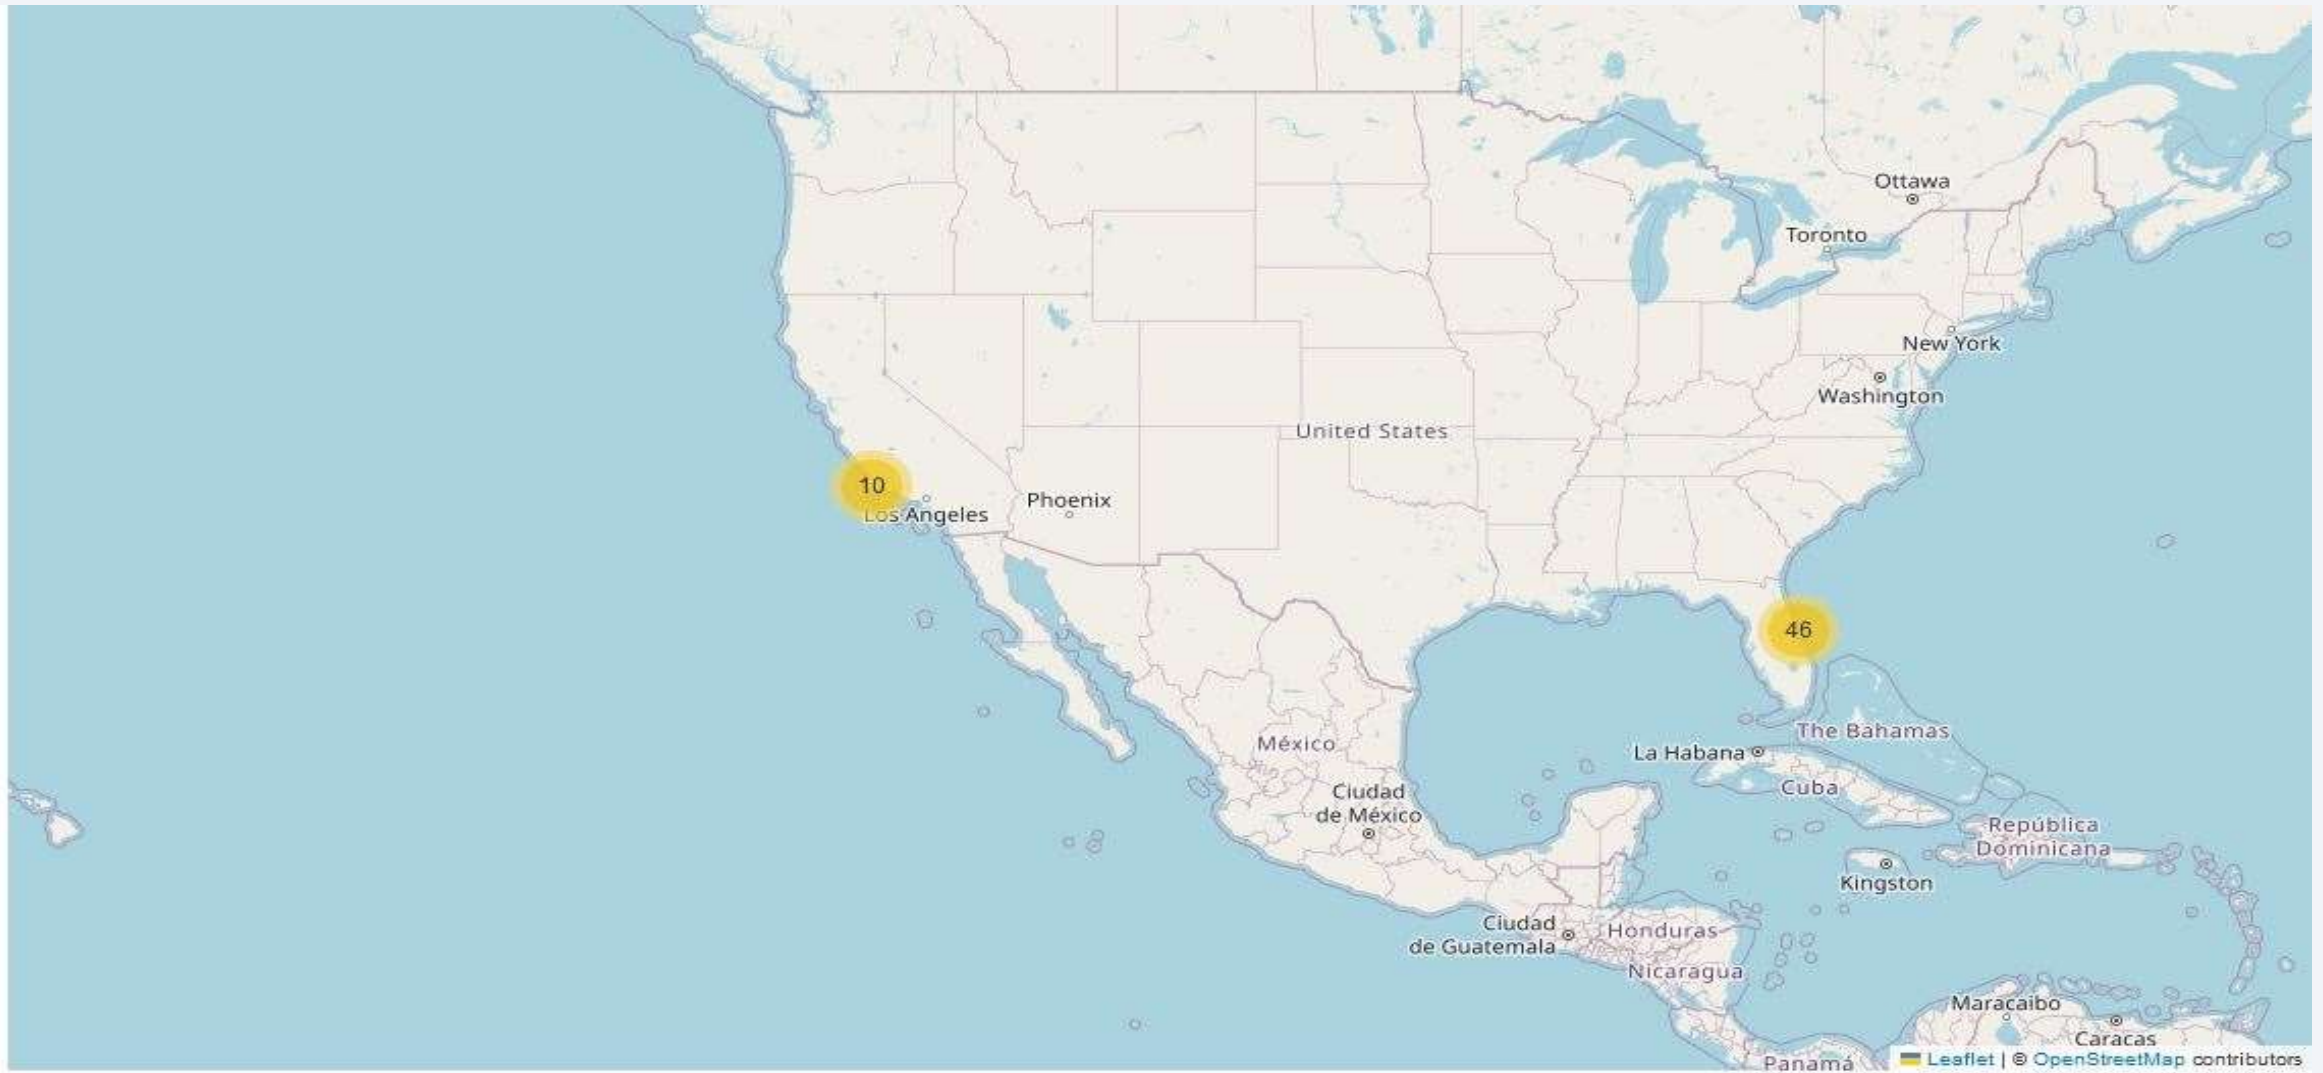 Ottawa
Toronto
New York
Washington
United States
10
Los Angeles
Phoenix
46
México
The Bahamas
La Habana
Cuba
Ciudad
de México
República
Dominicana
Kingston
Ciudad
de Guatemala
Honduras
Nicaragua
Maracaibo
Caracas
Panamá
Leaflet | © OpenStreetMap contributors